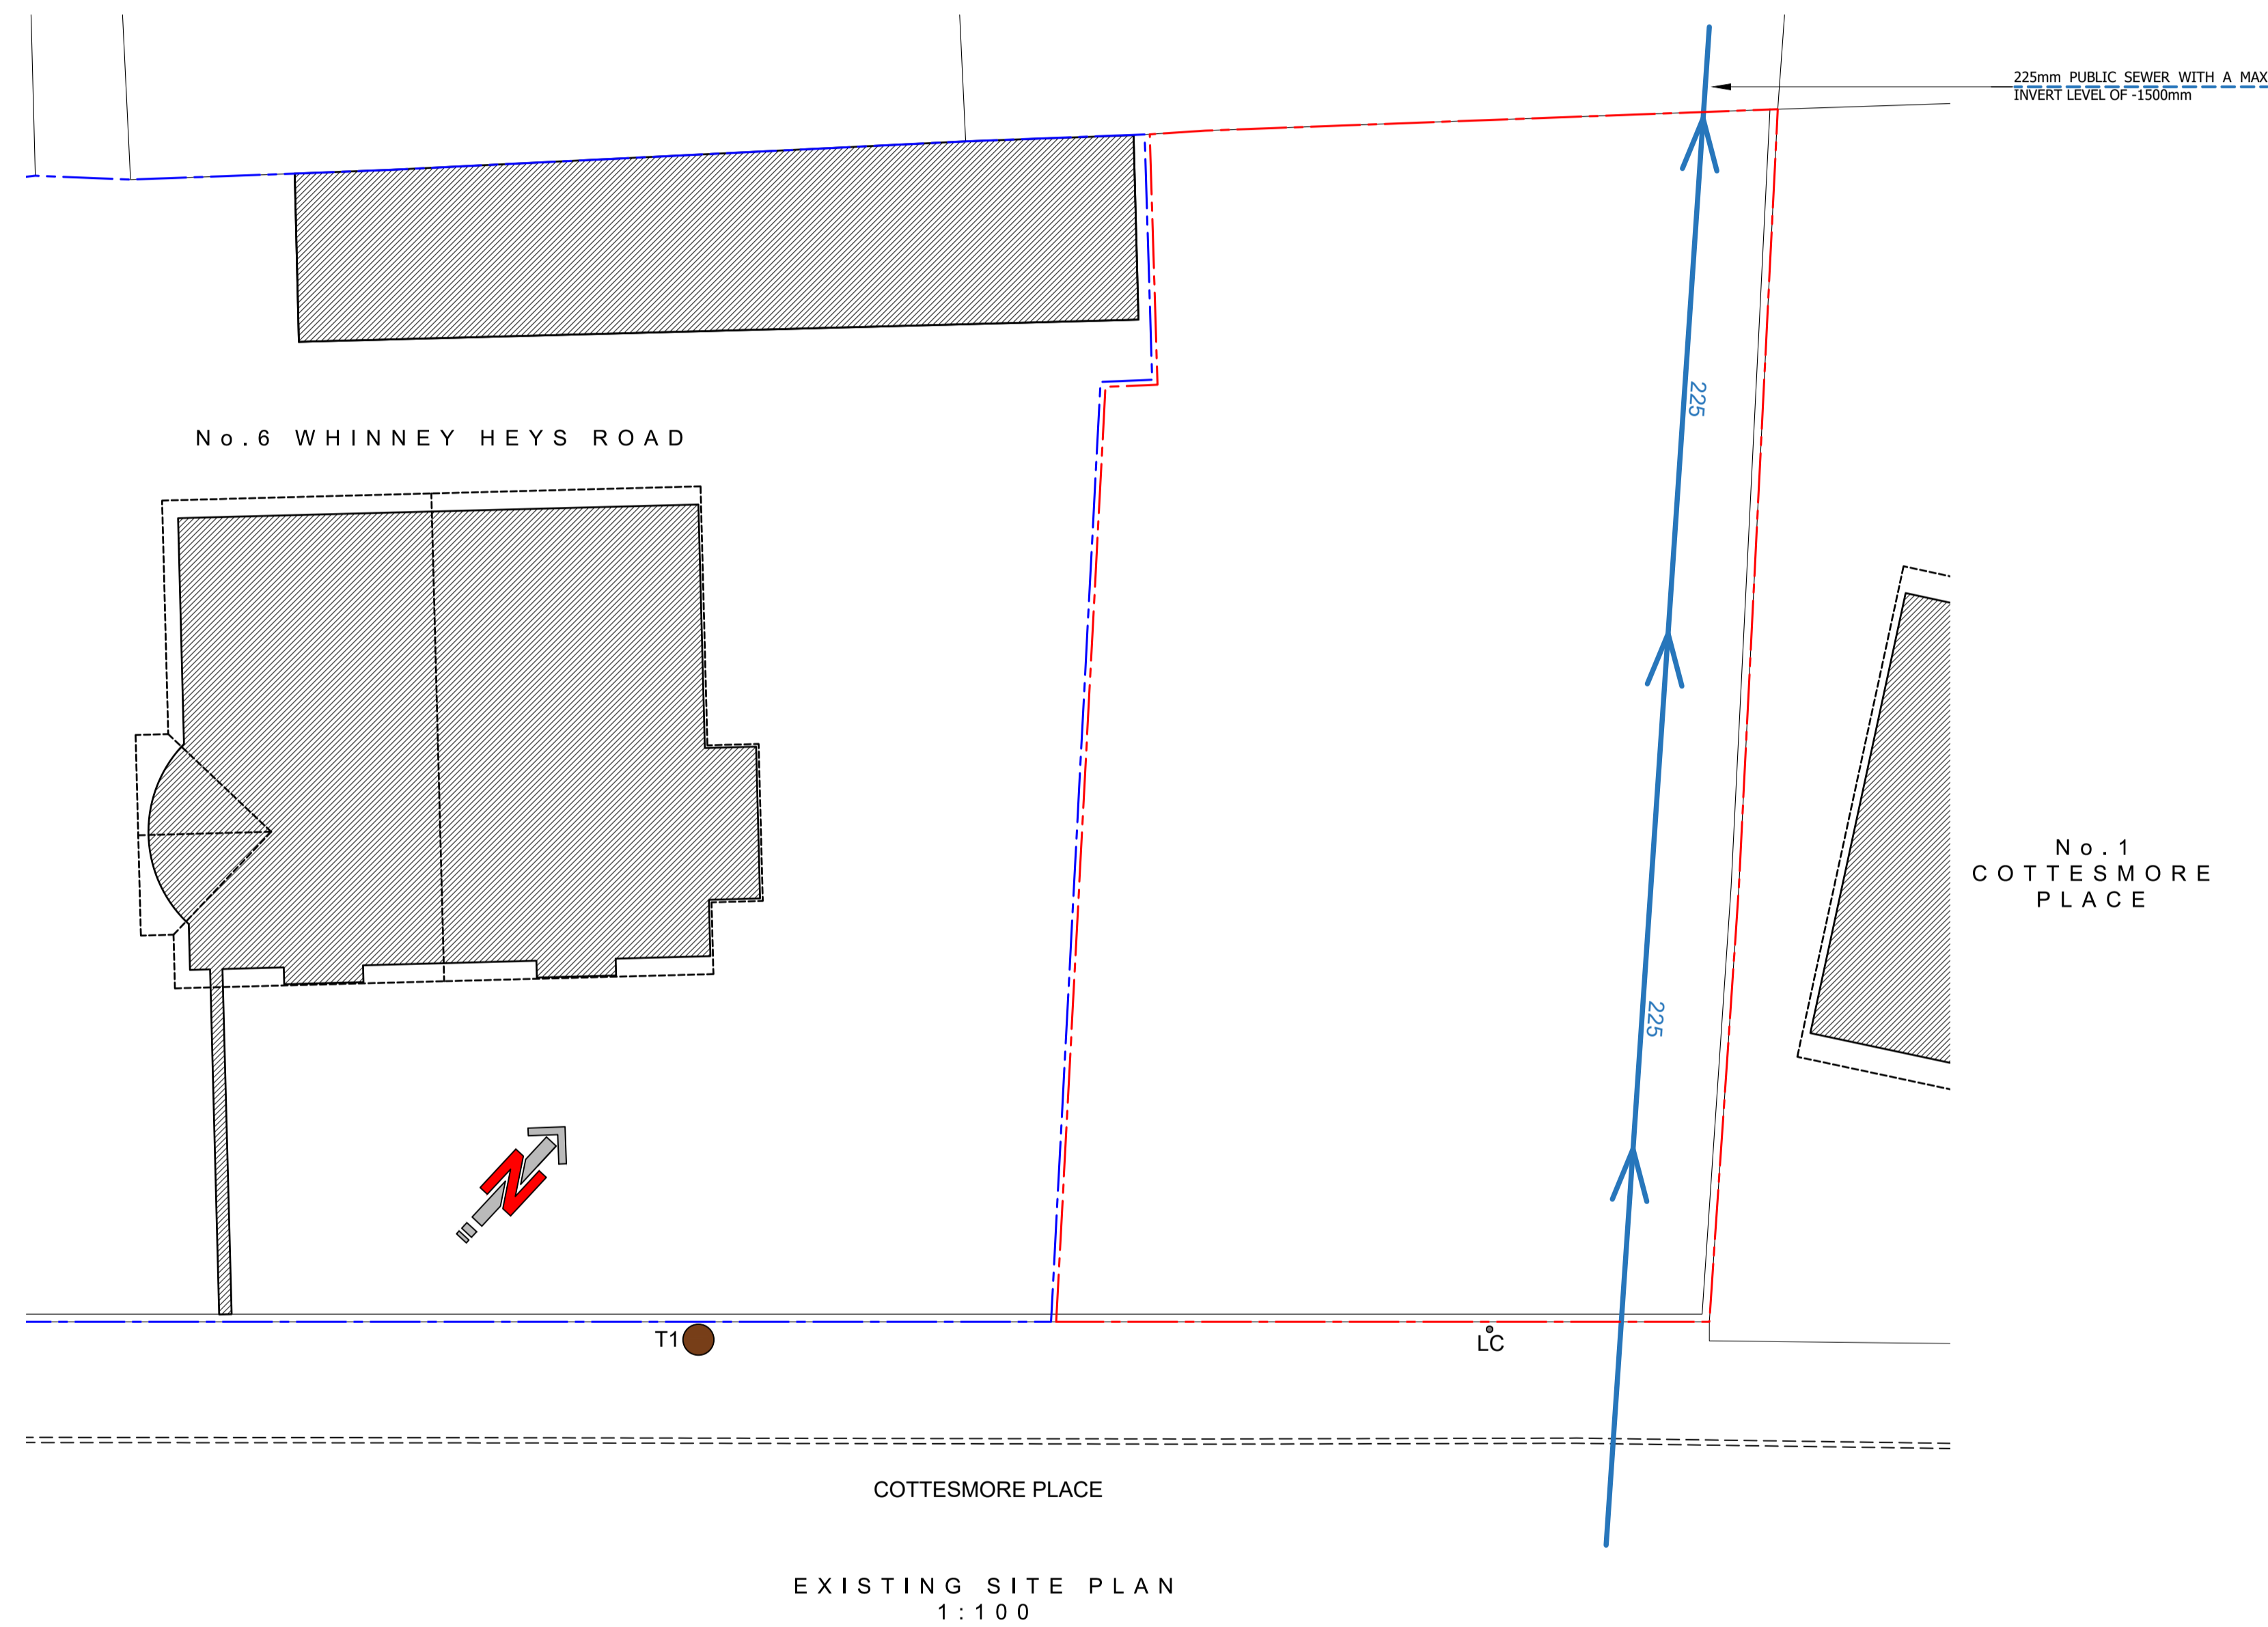 225mm PUBLIC SEWER WITH A MAX
INVERT LEVEL OF -1500mm
225
No.6 WHINNEY HEYS ROAD
No.1
COTTESMORE
PLACE
225
N
T1
LC
COTTESMORE PLACE
EXISTING SITE PLAN
1:100